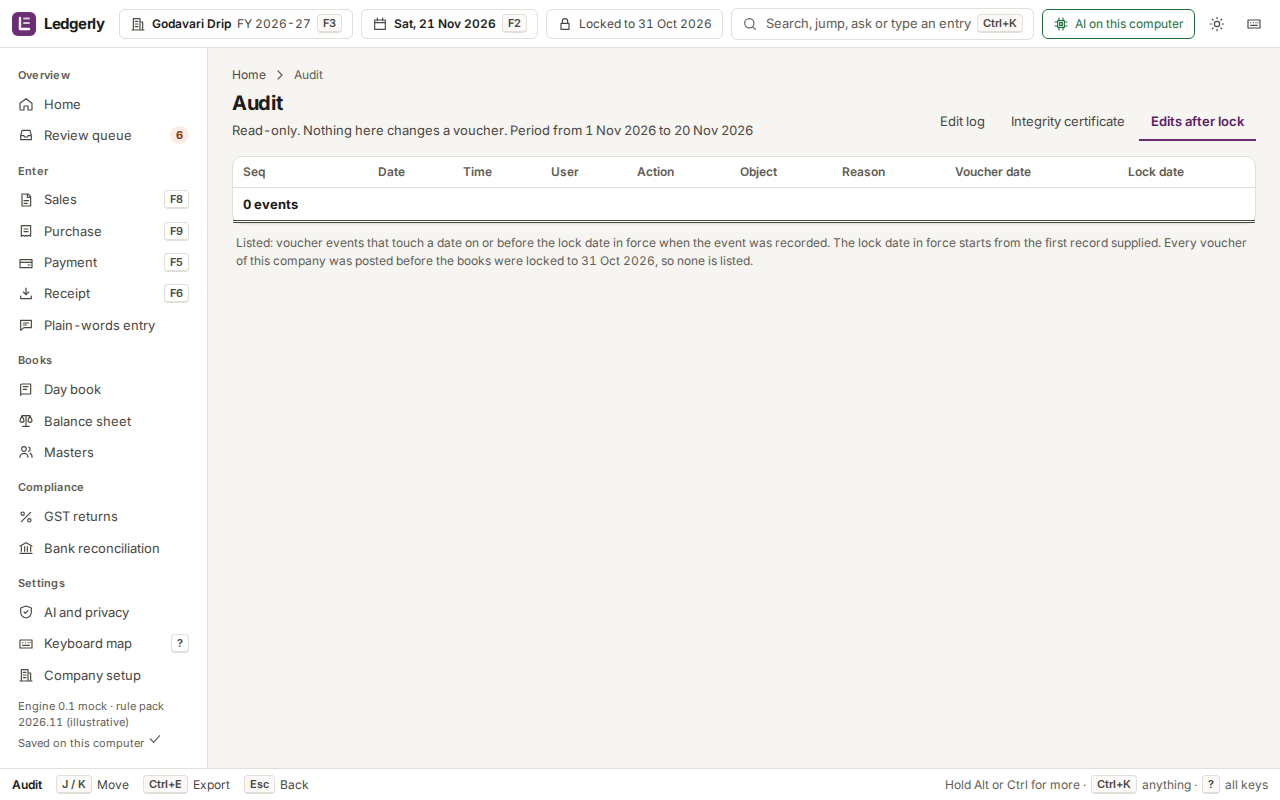 Ledgerly
Godavari Drip FY 2026-27 F3
Sat, 21 Nov 2026 F2
Locked to 31 Oct 2026
Search, jump, ask or type an entry Ctrl+K
AI on this computer
Overview
Home
Review queue 6
Enter
Sales F8
Purchase F9
Payment F5
Receipt F6
Plain-words entry
Books
Day book
Balance sheet
Masters
Compliance
GST returns
Bank reconciliation
Settings
AI and privacy
Keyboard map ?
Company setup
Engine 0.1 mock · rule pack
2026.11 (illustrative)
Saved on this computer
Home > Audit
Audit
Read-only. Nothing here changes a voucher. Period from 1 Nov 2026 to 20 Nov 2026
Edit log Integrity certificate Edits after lock
Seq Date Time User Action Object Reason Voucher date Lock date
0 events
Listed: voucher events that touch a date on or before the lock date in force when the event was recorded. The lock date in force starts from the first record supplied. Every voucher
of this company was posted before the books were locked to 31 Oct 2026, so none is listed.
Audit J / K Move Ctrl+E Export Esc Back
Hold Alt or Ctrl for more · Ctrl+K anything · ? all keys